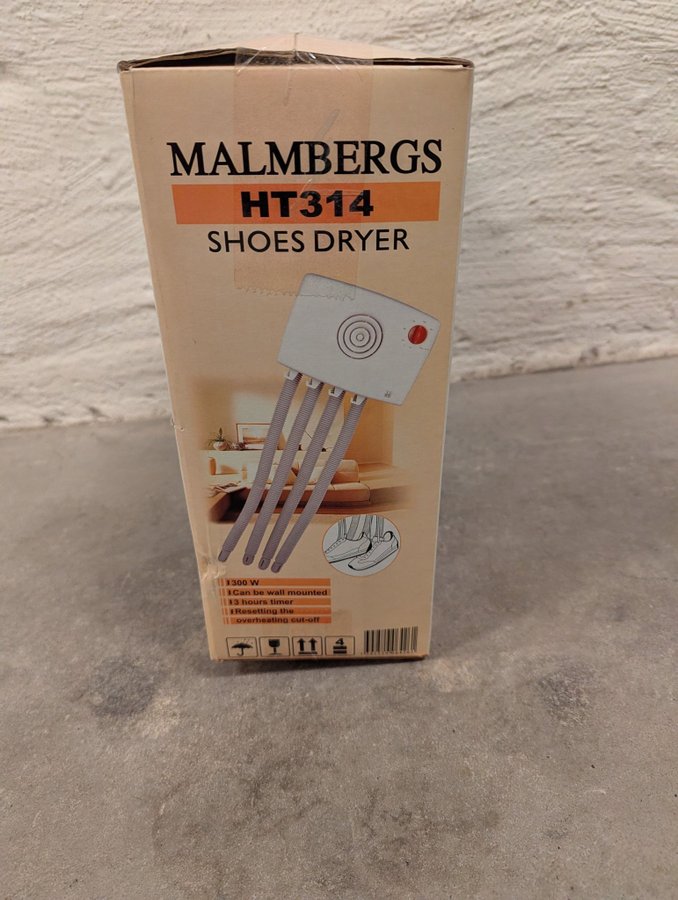 MALMBERGS
HT314
SHOES DRYER
300 W
Can be wall mounted
3 hours timer
Resetting the
overheating cut-off
4